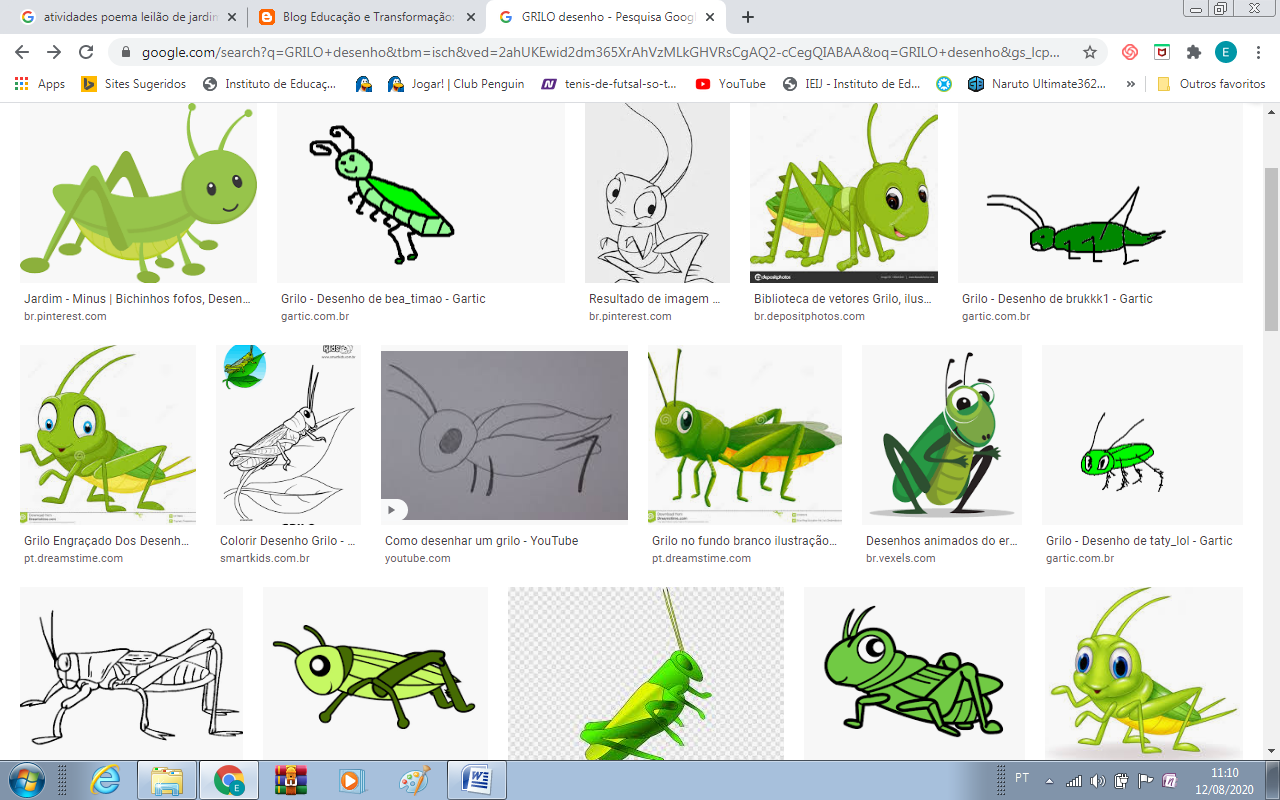 atividades poema leilão de jardim
Blog Educação e Transformação:
GRILO desenho - Pesquisa Goog
google.com/search?q=GRILO+desenho&tbm=isch&ved=2ahUKEwid2dm365XrAhVzMLkGHVRsCgAQ2-cCegQIABAA&oq=GRILO+desenho&gs_lcp...
E
Apps
Sites Sugeridos
Instituto de Educaç...
Jogar! | Club Penguin
tenis-de-futsal-so-t...
YouTube
IEIJ - Instituto de Ed...
Naruto Ultimate362...
»
Outros favoritos
depositphotos
Jardim - Minus | Bichinhos fofos, Desen...
br.pinterest.com
Grilo - Desenho de bea_timao - Gartic
gartic.com.br
Resultado de imagem ...
br.pinterest.com
Biblioteca de vetores Grilo, ilus...
br.depositphotos.com
Grilo - Desenho de brukkk1 - Gartic
gartic.com.br
Grilo Engraçado Dos Desenh...
pt.dreamstime.com
Colorir Desenho Grilo - ...
smartkids.com.br
Como desenhar um grilo - YouTube
youtube.com
Grilo no fundo branco ilustração...
pt.dreamstime.com
Desenhos animados do er...
br.vexels.com
Grilo - Desenho de taty_lol - Gartic
gartic.com.br
PT
11:10
12/08/2020